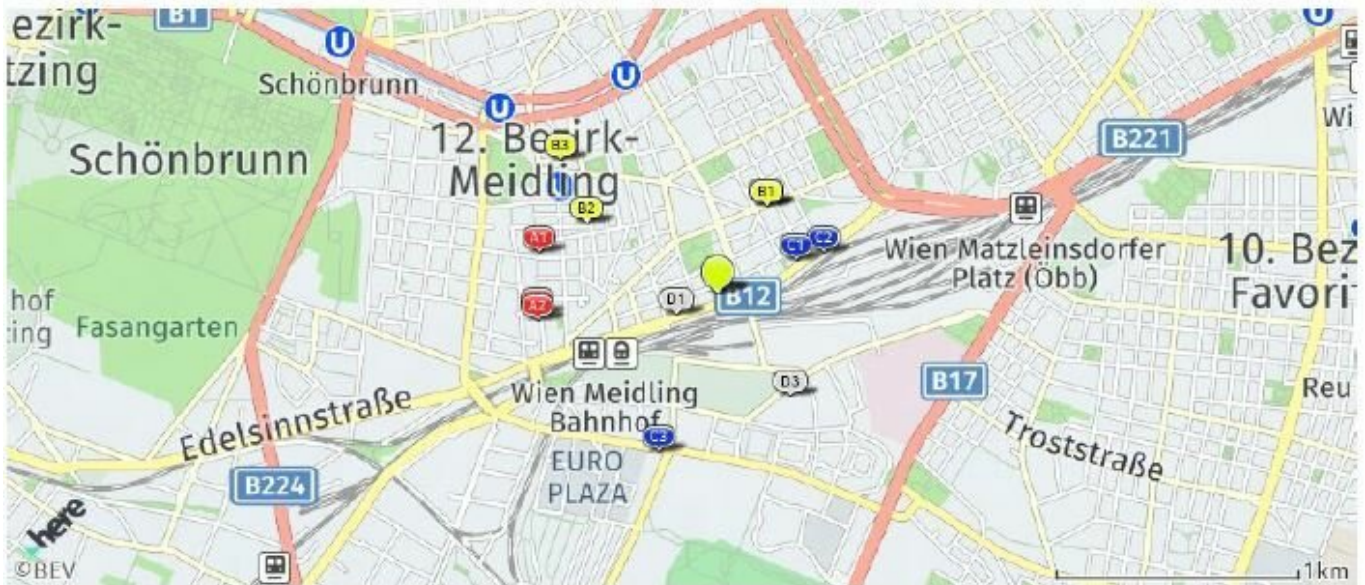 B1
ezirk-
tzing
U
U
Schönbrunn
U
U
12. Bezirk-
Meidling
Schönbrunn
B3
U
B2
B1
B221
Wi
A1
C1
C2
Wien Matzleinsdorfer
Platz (Öbb)
10. Bez
Favori
hof
ing
Fasangarten
A2
D1
B12
Wien Meidling
Bahnhof
D3
B17
Reu
Edelsinnstraße
C3
EURO
PLAZA
Troststraße
B224
here
©BEV
1km